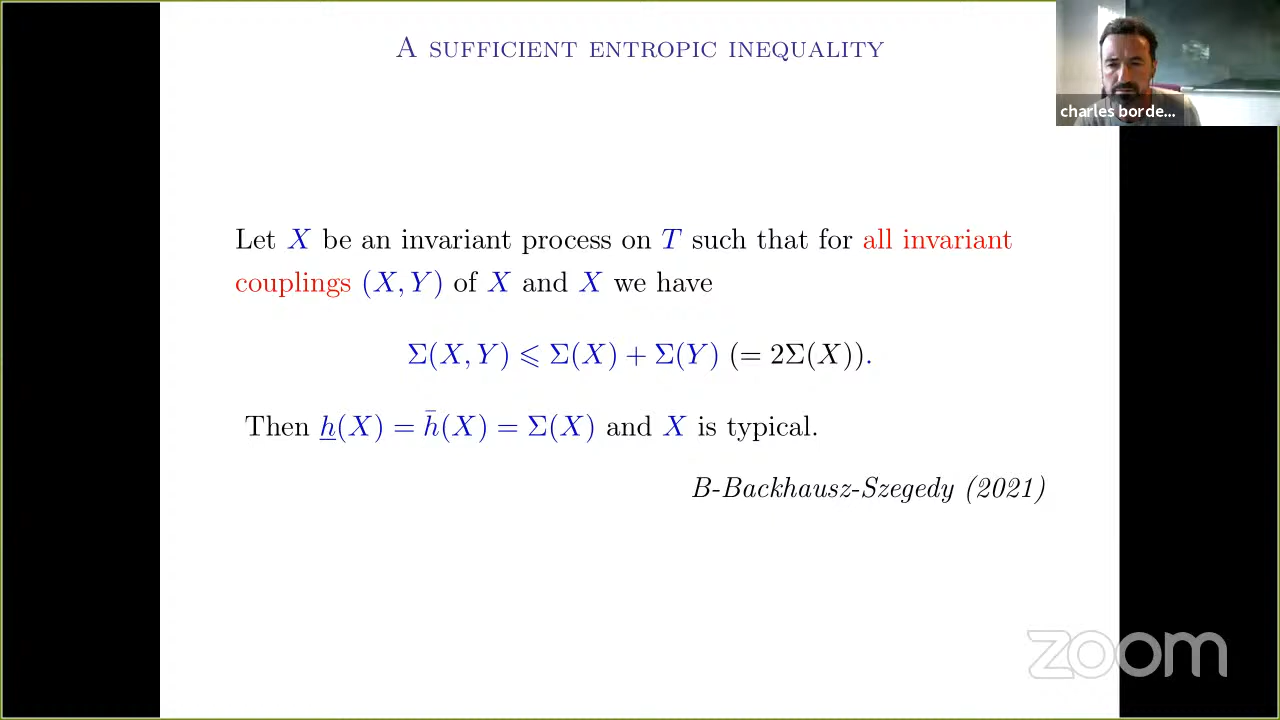 A SUFFICIENT ENTROPIC INEQUALITY
charles borde...
Let X be an invariant process on T such that for all invariant
couplings (X, Y) of X and X we have
Σ(X, Y) ⩽ Σ(X) + Σ(Y) (= 2Σ(X)).
Then h̲(X) = h̄(X) = Σ(X) and X is typical.
B-Backhausz-Szegedy (2021)
zoom